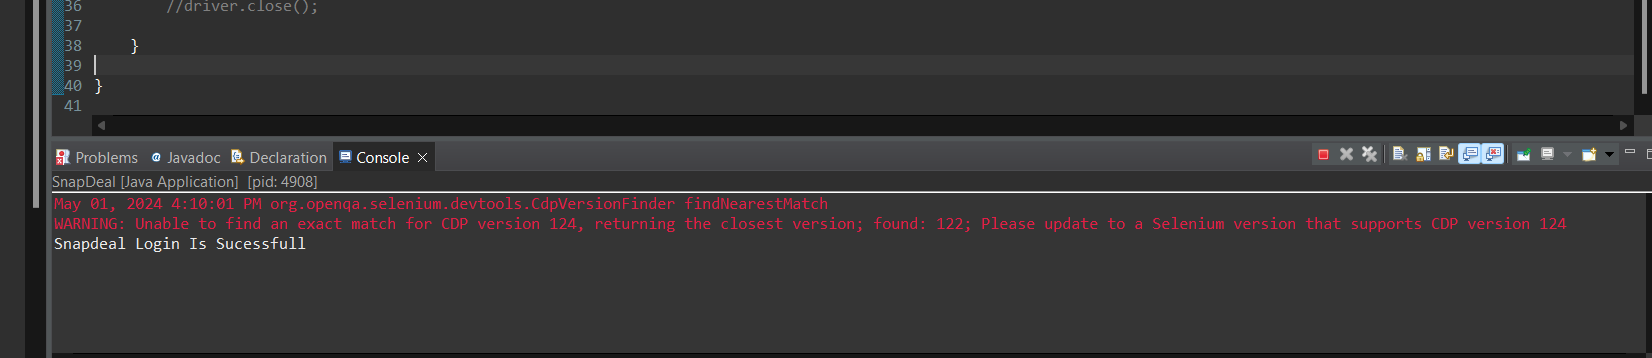 36 //driver.close();
37
38 }
39
40 }
41
Problems @ Javadoc Declaration Console
SnapDeal [Java Application] [pid: 4908]
May 01, 2024 4:10:01 PM org.openqa.selenium.devtools.CdpVersionFinder findNearestMatch
WARNING: Unable to find an exact match for CDP version 124, returning the closest version; found: 122; Please update to a Selenium version that supports CDP version 124
Snapdeal Login Is Sucessfull